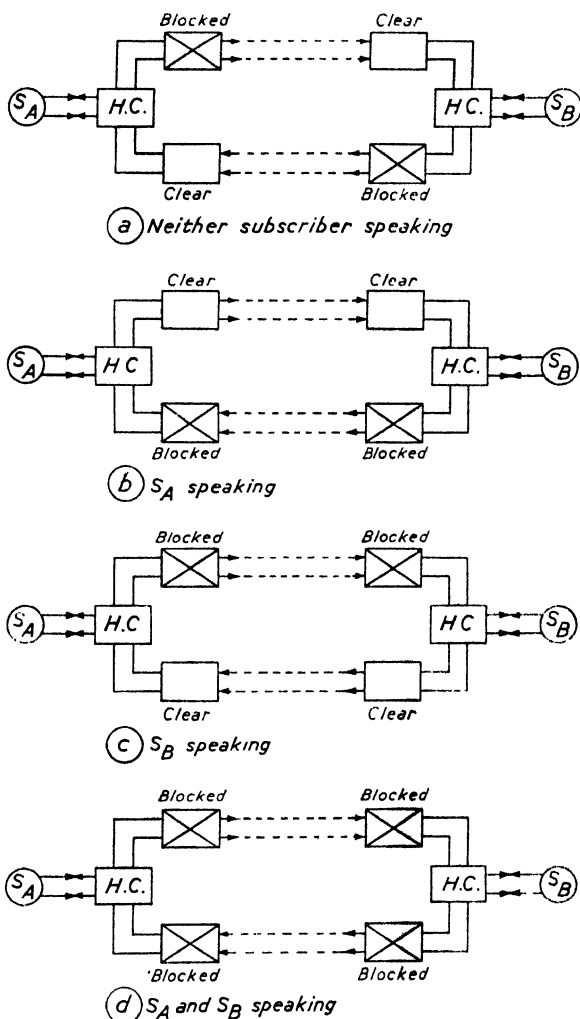 Blocked Clear
S_A H.C. H C. S_B
Clear Blocked
a Neither subscriber speaking
Clear Clear
S_A H C H.C. S_B
Blocked Blocked
b S_A speaking
Blocked Blocked
S_A H.C H C S_B
Clear Clear
c S_B speaking
Blocked Blocked
S_A H.C. H.C. S_B
Blocked Blocked
d S_A and S_B speaking